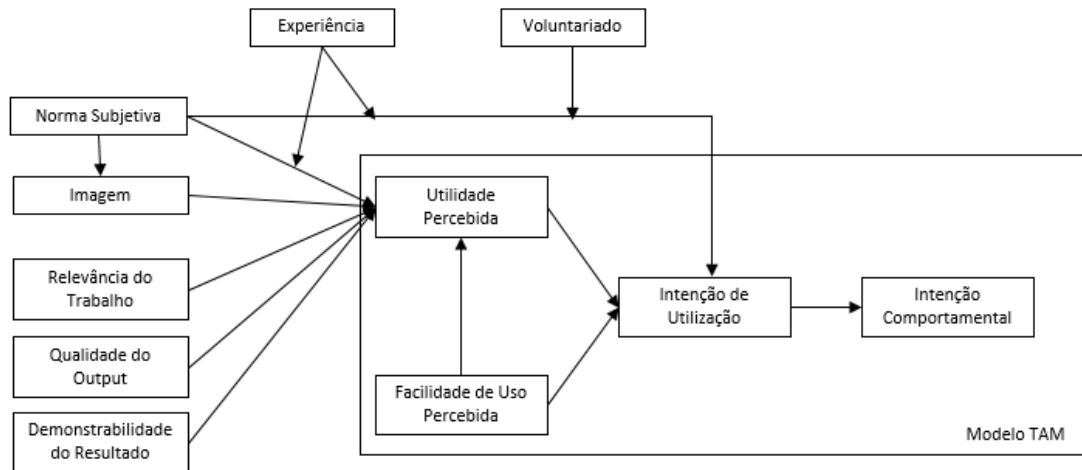 Experiência
Voluntariado
Norma Subjetiva
Imagem
Utilidade
Percebida
Relevância do
Trabalho
Intenção de
Utilização
Intenção
Comportamental
Qualidade do
Output
Facilidade de Uso
Percebida
Demonstrabilidade
do Resultado
Modelo TAM